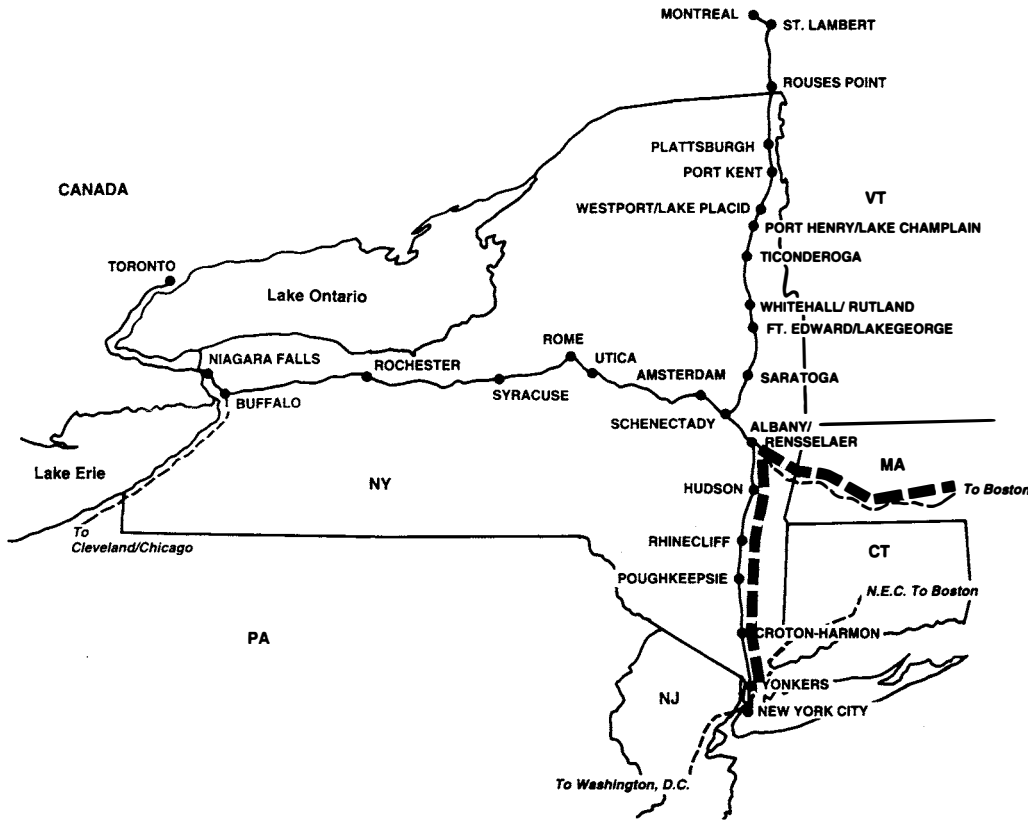 MONTREAL
ST. LAMBERT
ROUSES POINT
PLATTSBURGH
PORT KENT
CANADA
VT
WESTPORT/LAKE PLACID
PORT HENRY/LAKE CHAMPLAIN
TICONDEROGA
TORONTO
Lake Ontario
WHITEHALL/ RUTLAND
FT. EDWARD/LAKEGEORGE
ROME
NIAGARA FALLS
ROCHESTER
UTICA
AMSTERDAM
SARATOGA
SYRACUSE
BUFFALO
SCHENECTADY
ALBANY/
RENSSELAER
Lake Erie
NY
MA
HUDSON
To Boston
To
Cleveland/Chicago
RHINECLIFF
CT
POUGHKEEPSIE
N.E.C. To Boston
PA
CROTON-HARMON
YONKERS
NJ
NEW YORK CITY
To Washington, D.C.